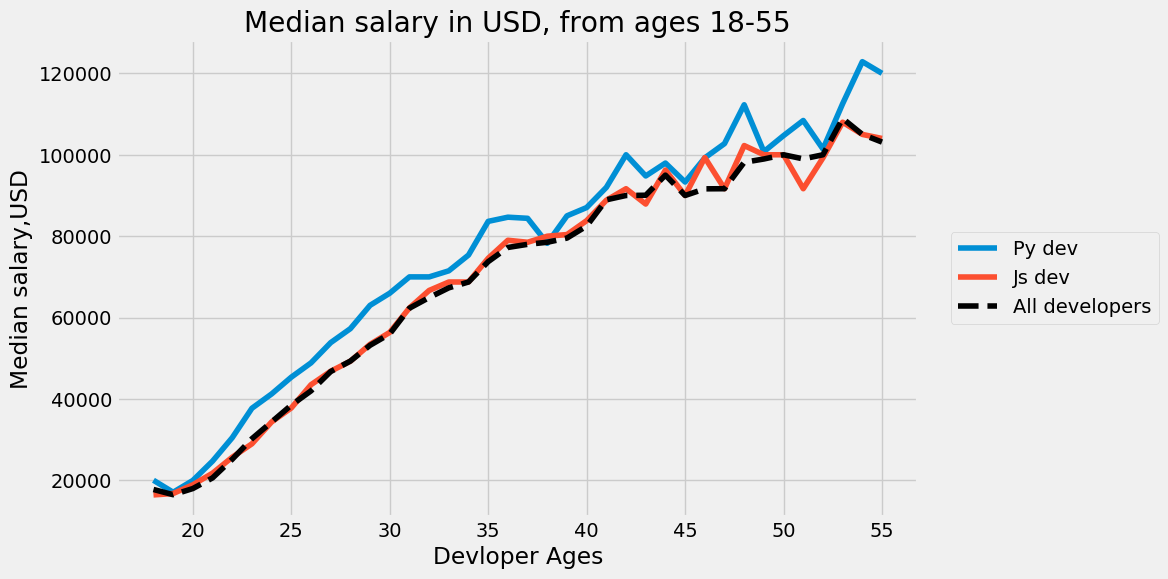 Median salary in USD, from ages 18-55
Median salary,USD
120000
100000
80000
60000
40000
20000
20 25 30 35 40 45 50 55
Devloper Ages
Py dev
Js dev
All developers